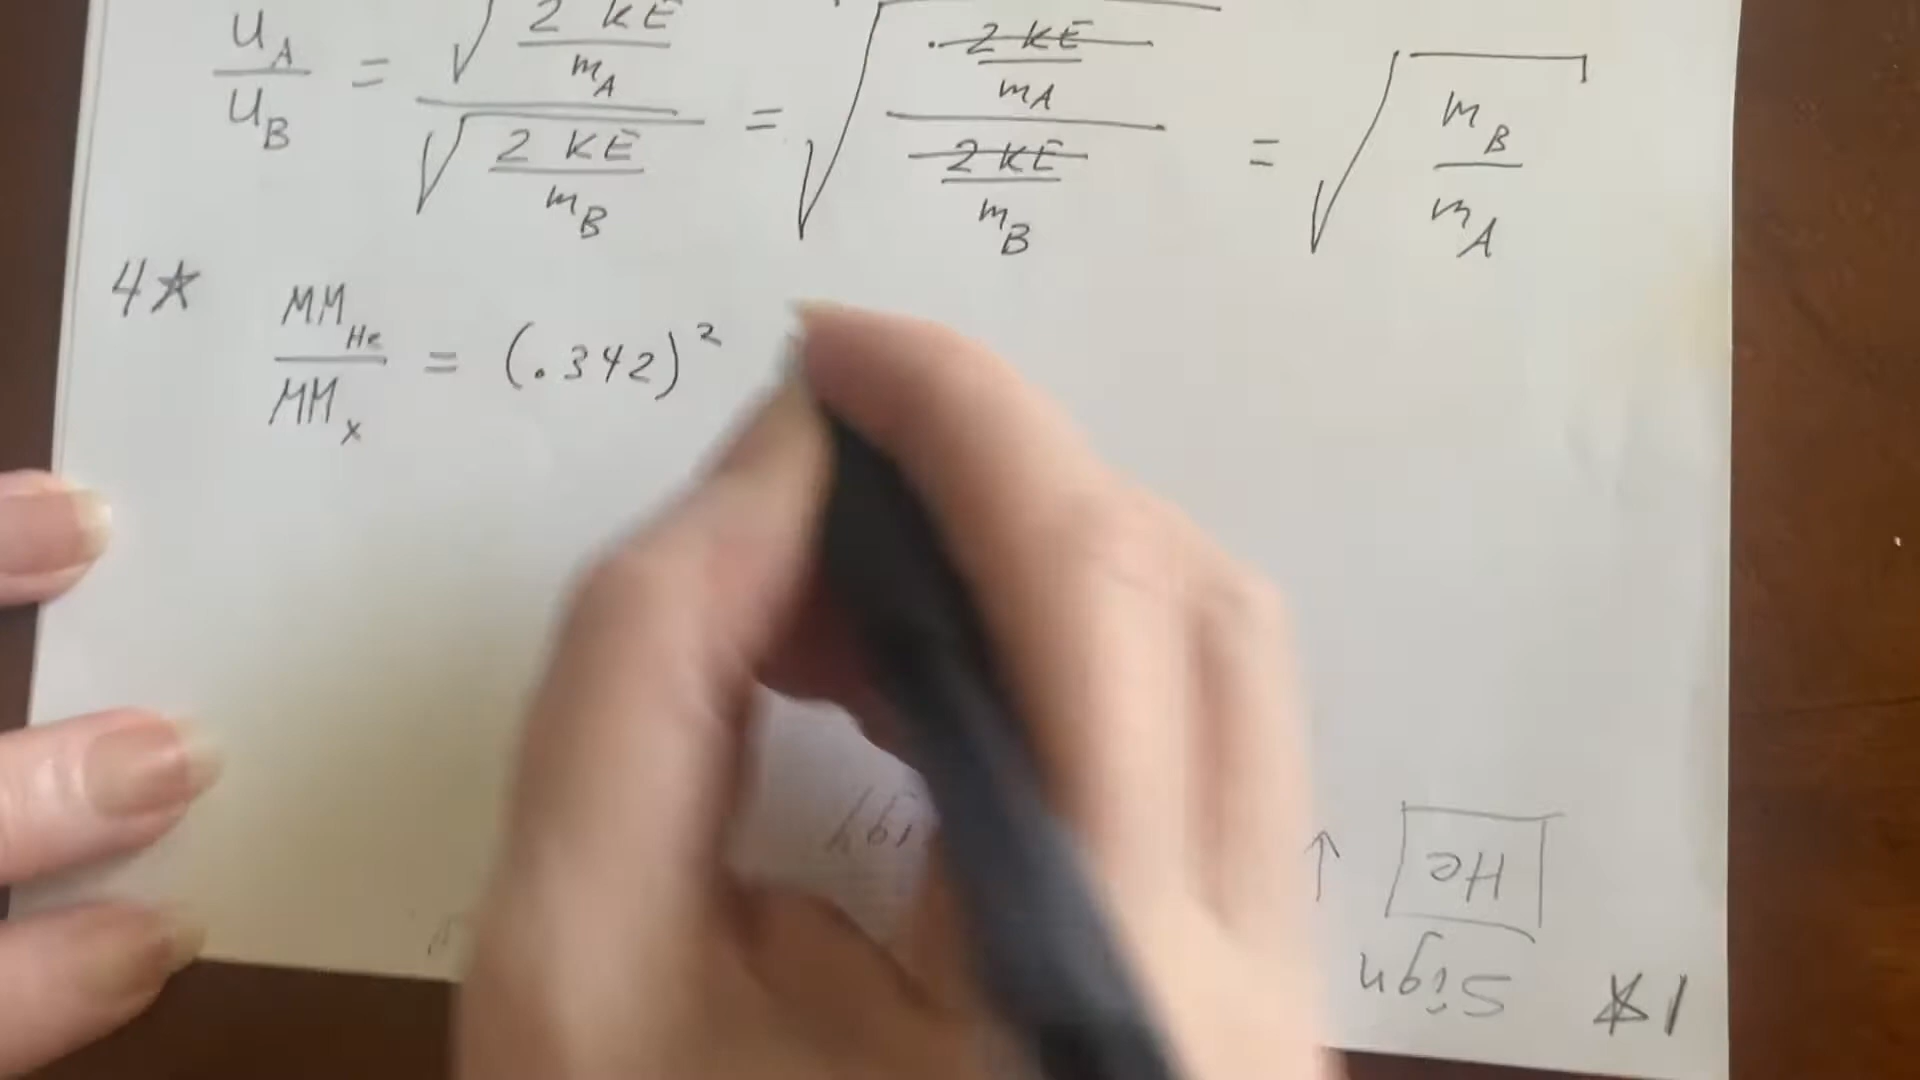 u_A / u_B = √(2 KE / m_A) / √(2 KE / m_B) = √((2 KE / m_A) / (2 KE / m_B)) = √(m_B / m_A)
4☆ MM_He / MM_x = (.342)²
He ↑
1☆ Sign